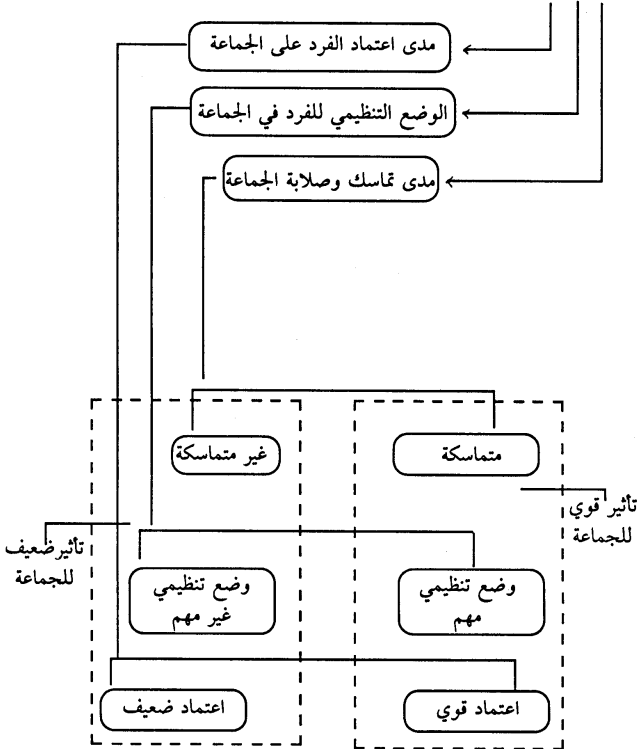 مدى اعتماد الفرد على الجماعة
الوضع التنظيمي للفرد في الجماعة
مدى تماسك وصلابة الجماعة
متماسكة
غير متماسكة
تأثير قوي
للجماعة
تأثير ضعيف
للجماعة
وضع تنظيمي
مهم
وضع تنظيمي
غير مهم
اعتماد قوي
اعتماد ضعيف